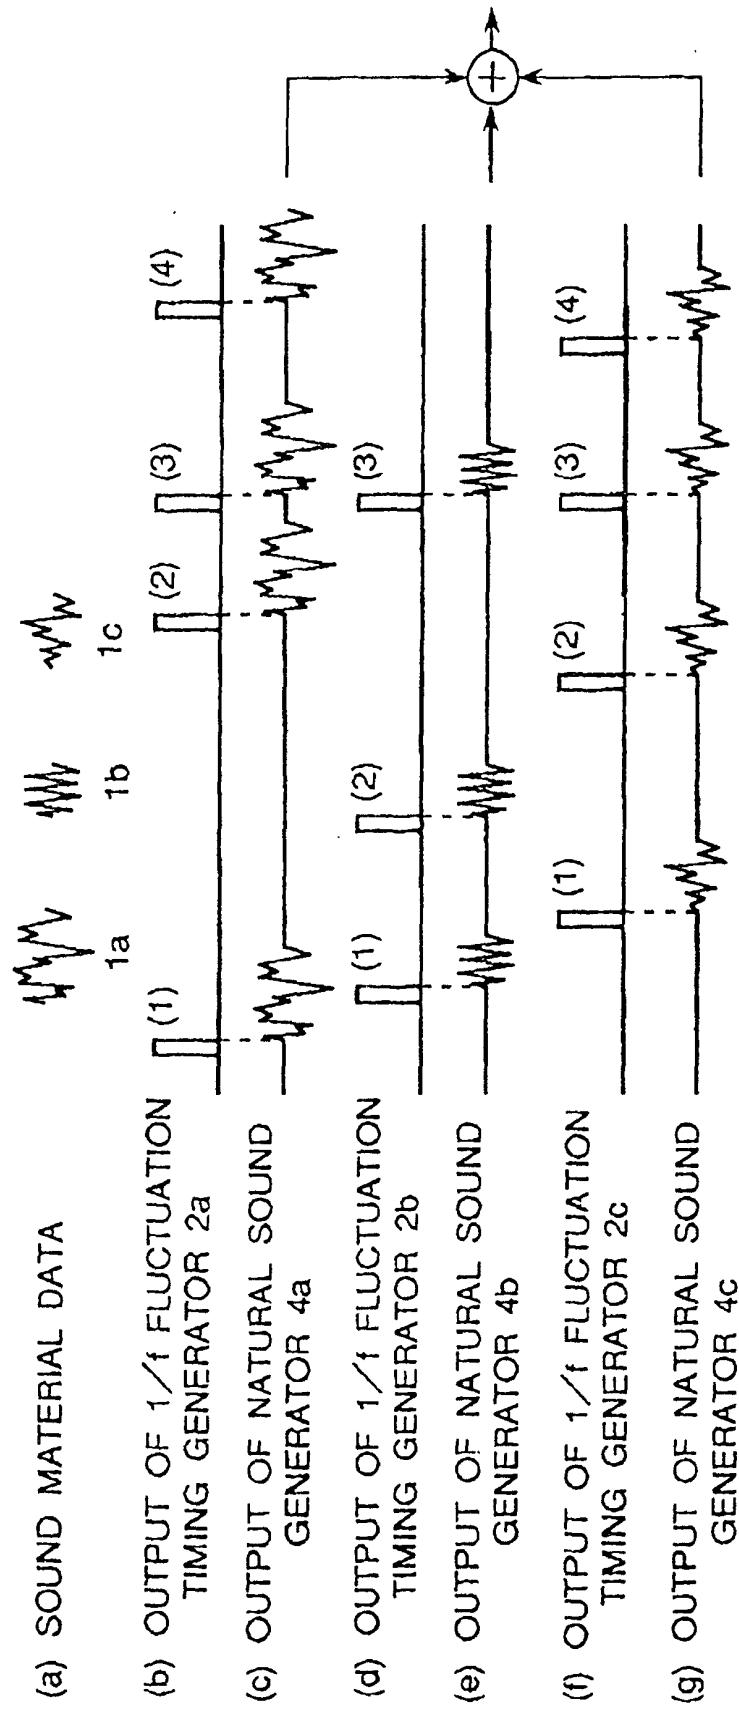 (a) SOUND MATERIAL DATA
1a
1b
1c
(b) OUTPUT OF 1/f FLUCTUATION
TIMING GENERATOR 2a
(1)
(2)
(3)
(4)
(c) OUTPUT OF NATURAL SOUND
GENERATOR 4a
(d) OUTPUT OF 1/f FLUCTUATION
TIMING GENERATOR 2b
(1)
(2)
(3)
(e) OUTPUT OF NATURAL SOUND
GENERATOR 4b
(f) OUTPUT OF 1/f FLUCTUATION
TIMING GENERATOR 2c
(1)
(2)
(3)
(4)
(g) OUTPUT OF NATURAL SOUND
GENERATOR 4c
+